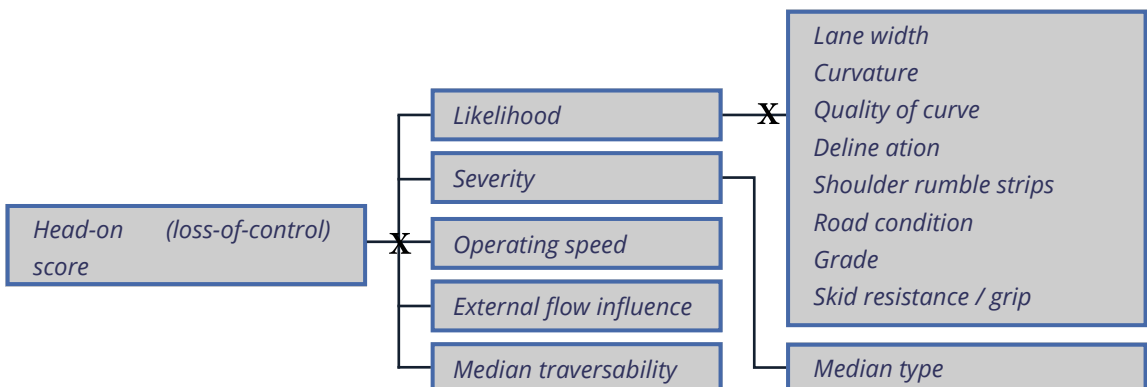 Head-on (loss-of-control)
score
X
Likelihood
Severity
Operating speed
External flow influence
Median traversability
X
Lane width
Curvature
Quality of curve
Deline ation
Shoulder rumble strips
Road condition
Grade
Skid resistance / grip
Median type